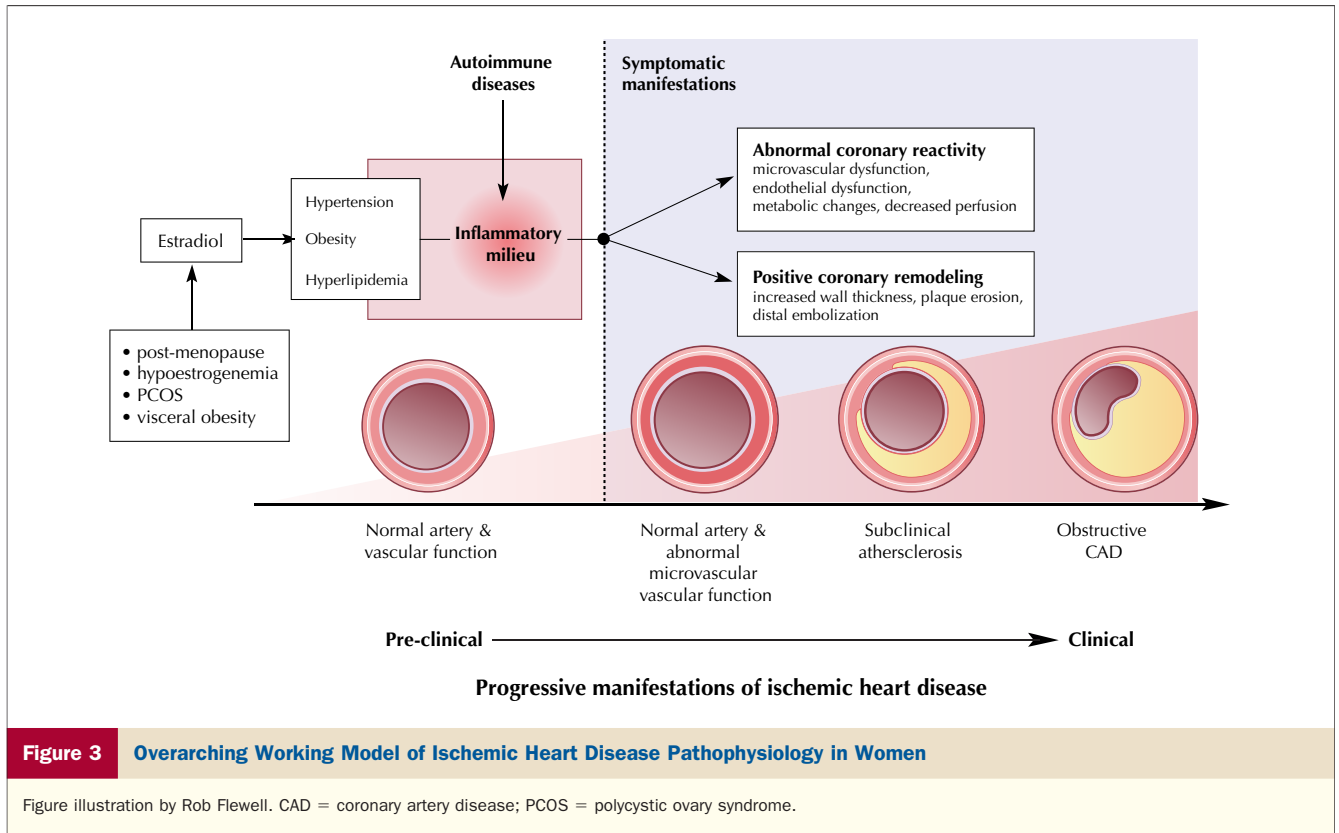 Autoimmune
diseases
Symptomatic
manifestations
Abnormal coronary reactivity
microvascular dysfunction,
endothelial dysfunction,
metabolic changes, decreased perfusion
Hypertension
Obesity
Hyperlipidemia
Estradiol
Inflammatory
milieu
Positive coronary remodeling
increased wall thickness, plaque erosion,
distal embolization
• post-menopause
• hypoestrogenemia
• PCOS
• visceral obesity
Normal artery &
vascular function
Normal artery &
abnormal
microvascular
vascular function
Subclinical
athersclerosis
Obstructive
CAD
Pre-clinical
Clinical
Progressive manifestations of ischemic heart disease
Figure 3 Overarching Working Model of Ischemic Heart Disease Pathophysiology in Women
Figure illustration by Rob Flewell. CAD = coronary artery disease; PCOS = polycystic ovary syndrome.